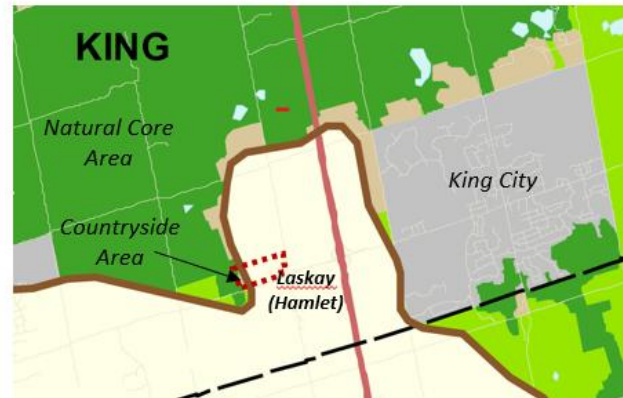 KING
Natural Core
Area
King City
Countryside
Area
Laskay
(Hamlet)